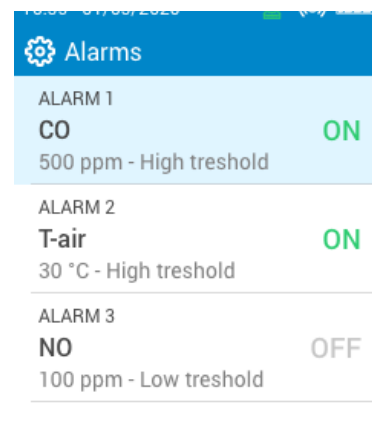 Alarms
ALARM 1
CO
ON
500 ppm - High treshold
ALARM 2
T-air
ON
30 °C - High treshold
ALARM 3
NO
OFF
100 ppm - Low treshold